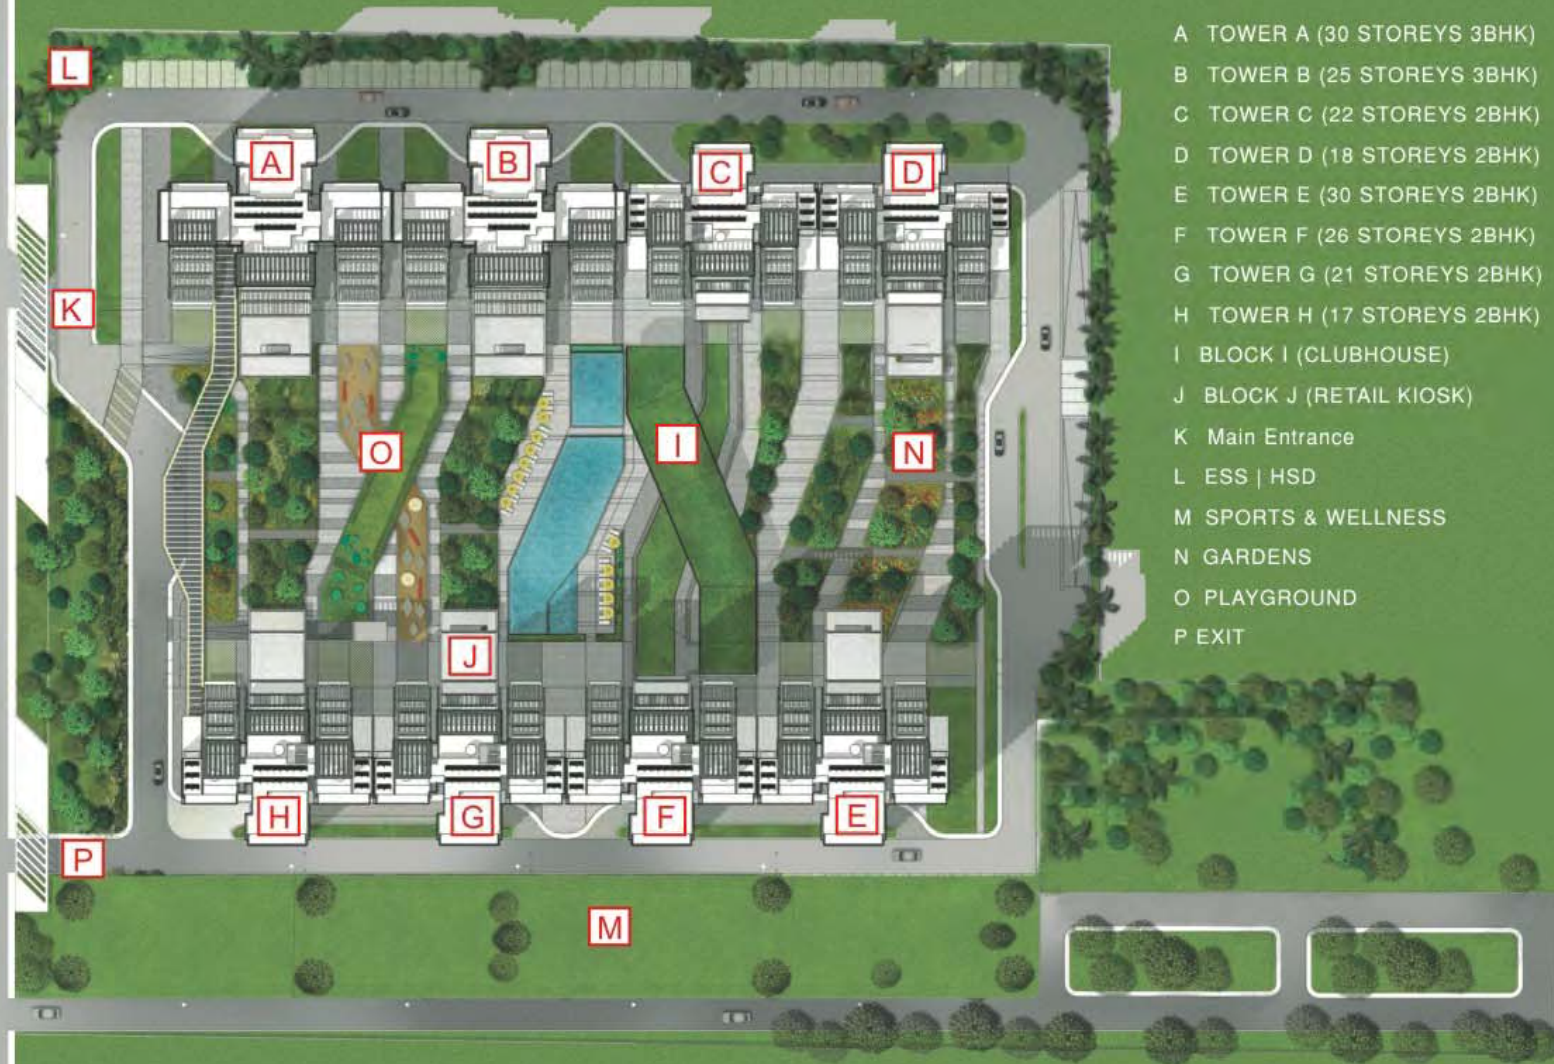 A TOWER A (30 STOREYS 3BHK)
B TOWER B (25 STOREYS 3BHK)
C TOWER C (22 STOREYS 2BHK)
D TOWER D (18 STOREYS 2BHK)
E TOWER E (30 STOREYS 2BHK)
F TOWER F (26 STOREYS 2BHK)
G TOWER G (21 STOREYS 2BHK)
H TOWER H (17 STOREYS 2BHK)
I BLOCK I (CLUBHOUSE)
J BLOCK J (RETAIL KIOSK)
K Main Entrance
L ESS | HSD
M SPORTS & WELLNESS
N GARDENS
O PLAYGROUND
P EXIT
L
A
B
C
D
K
O
I
N
J
H
G
F
E
P
M